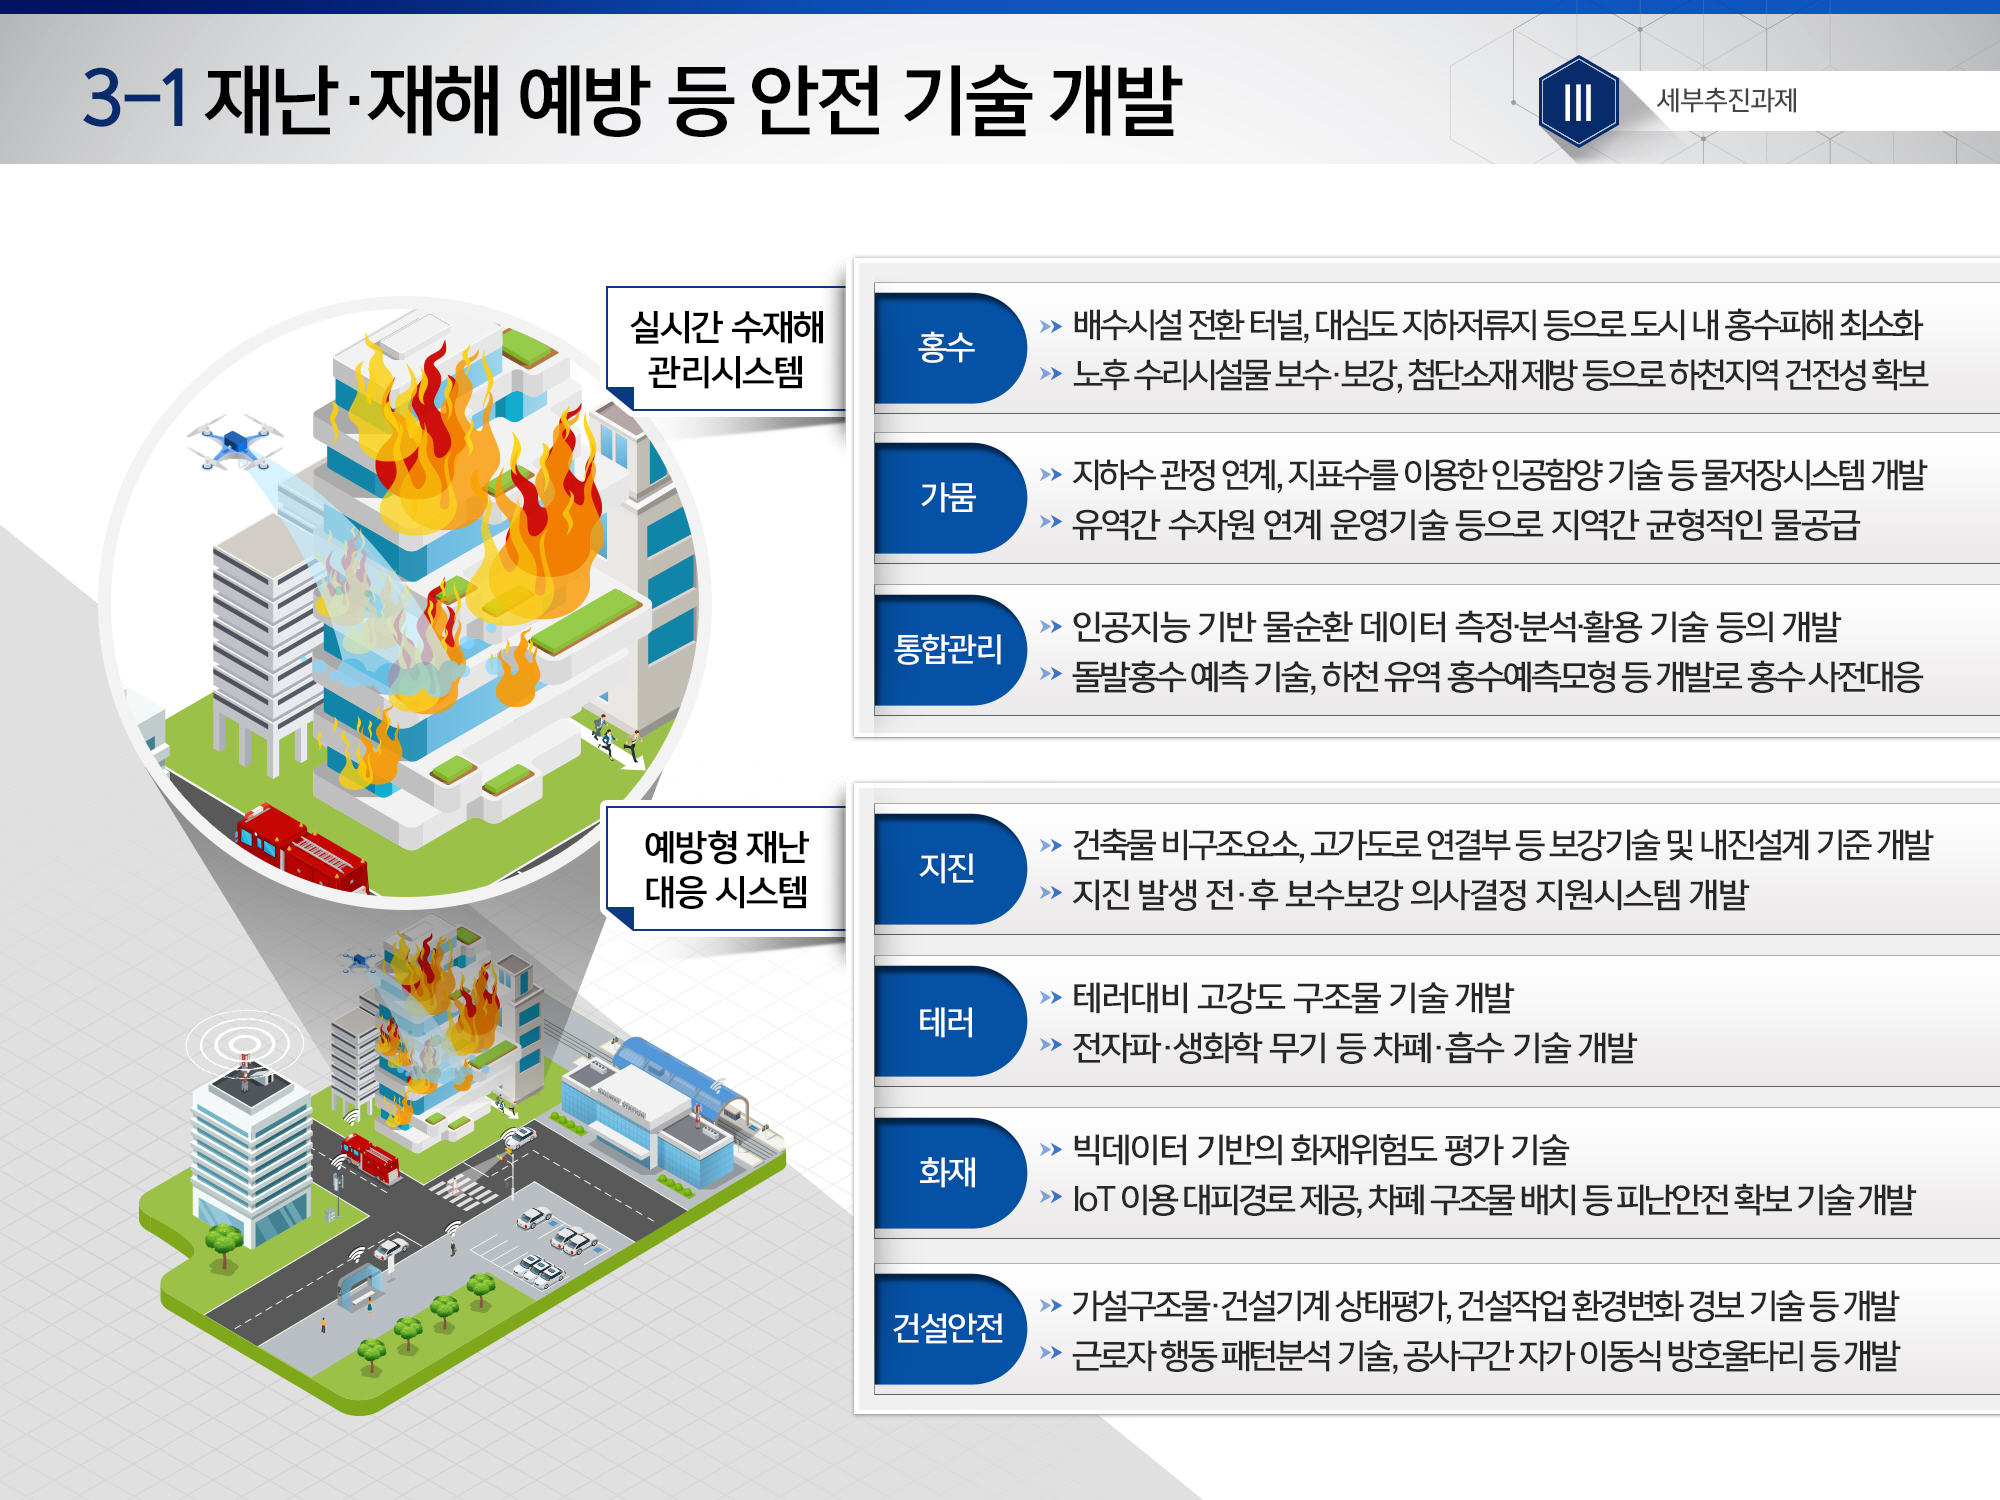 3-1 재난·재해 예방 등 안전 기술 개발
III
세부추진과제
실시간 수재해
관리시스템
홍수
배수시설 전환 터널, 대심도 지하저류지 등으로 도시 내 홍수피해 최소화
노후 수리시설물 보수·보강, 첨단소재 제방 등으로 하천지역 건전성 확보
가뭄
지하수 관정 연계, 지표수를 이용한 인공함양 기술 등 물저장시스템 개발
유역간 수자원 연계 운영기술 등으로 지역간 균형적인 물공급
통합관리
인공지능 기반 물순환 데이터 측정·분석·활용 기술 등의 개발
돌발홍수 예측 기술, 하천 유역 홍수예측모형 등 개발로 홍수 사전대응
예방형 재난
대응 시스템
지진
건축물 비구조요소, 고가도로 연결부 등 보강기술 및 내진설계 기준 개발
지진 발생 전·후 보수보강 의사결정 지원시스템 개발
테러
테러대비 고강도 구조물 기술 개발
전자파·생화학 무기 등 차폐·흡수 기술 개발
화재
빅데이터 기반의 화재위험도 평가 기술
IoT 이용 대피경로 제공, 차폐 구조물 배치 등 피난안전 확보 기술 개발
건설안전
가설구조물·건설기계 상태평가, 건설작업 환경변화 경보 기술 등 개발
근로자 행동 패턴분석 기술, 공사구간 자가 이동식 방호울타리 등 개발